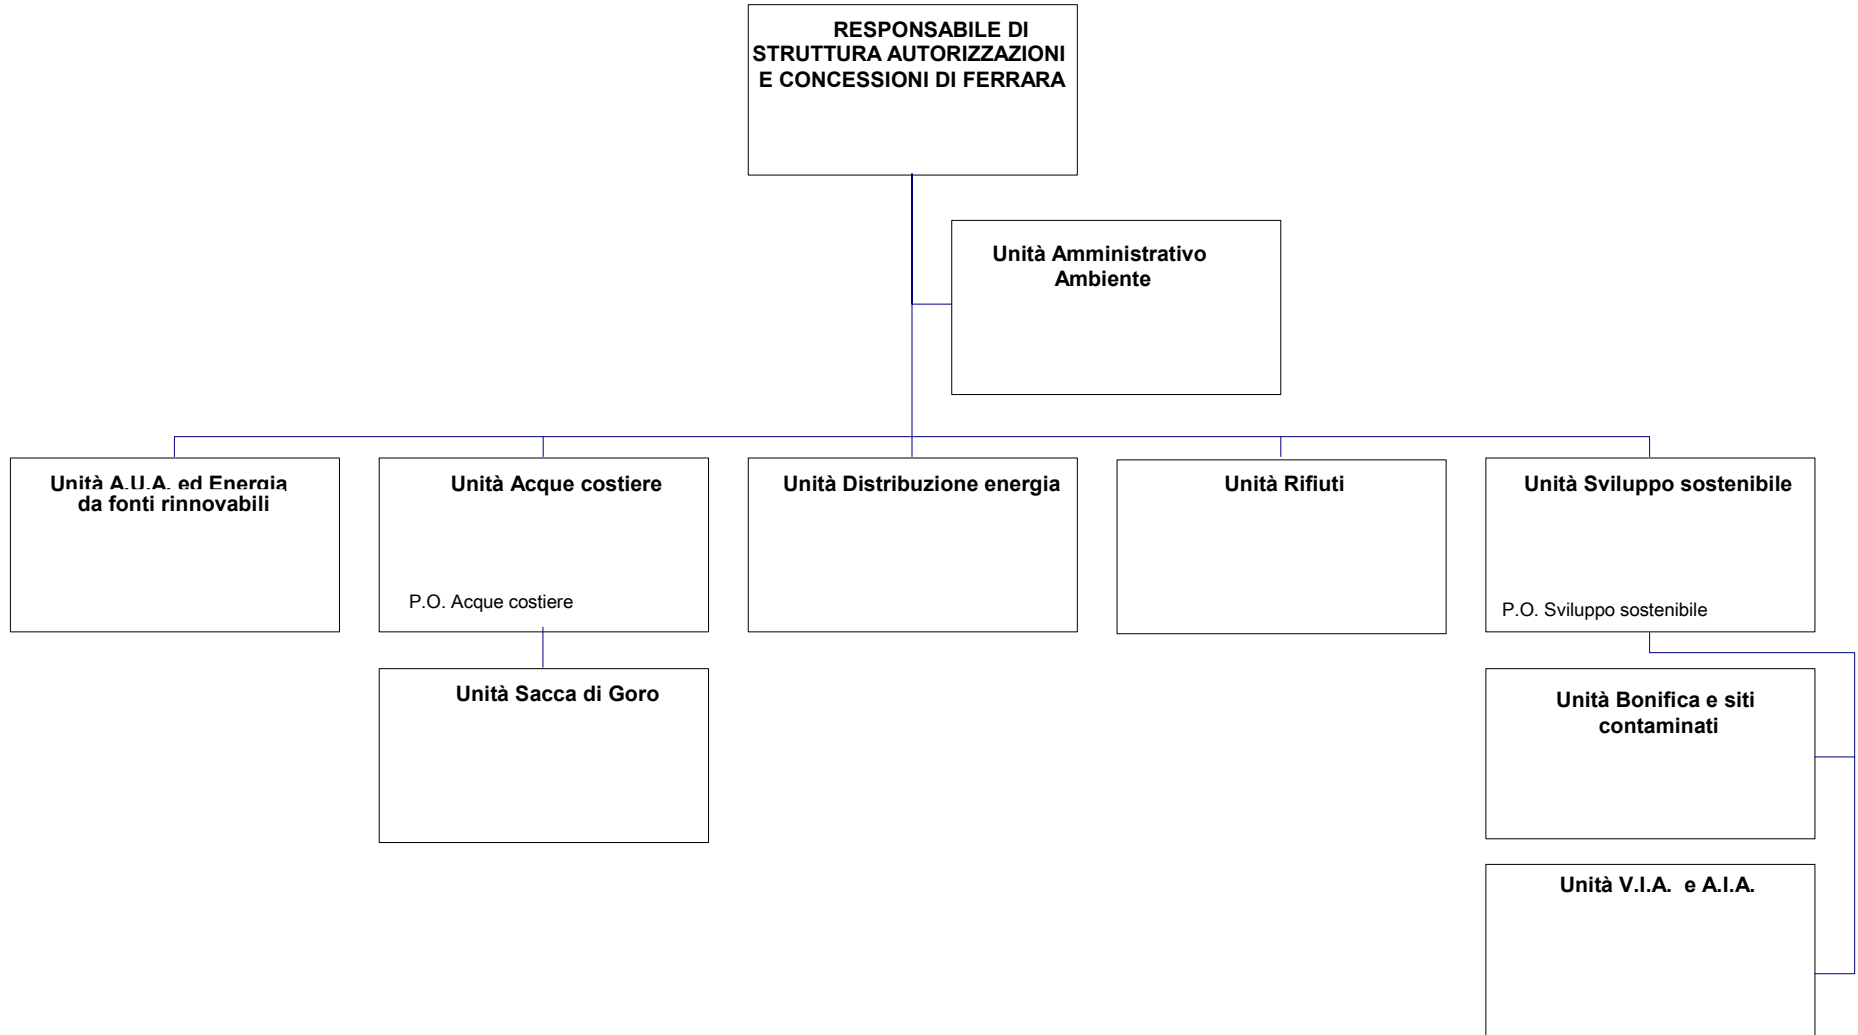 RESPONSABILE DI
STRUTTURA AUTORIZZAZIONI
E CONCESSIONI DI FERRARA
Unità Amministrativo
Ambiente
Unità A.U.A. ed Energia
da fonti rinnovabili
Unità Acque costiere
P.O. Acque costiere
Unità Distribuzione energia
Unità Rifiuti
Unità Sviluppo sostenibile
P.O. Sviluppo sostenibile
Unità Sacca di Goro
Unità Bonifica e siti
contaminati
Unità V.I.A. e A.I.A.